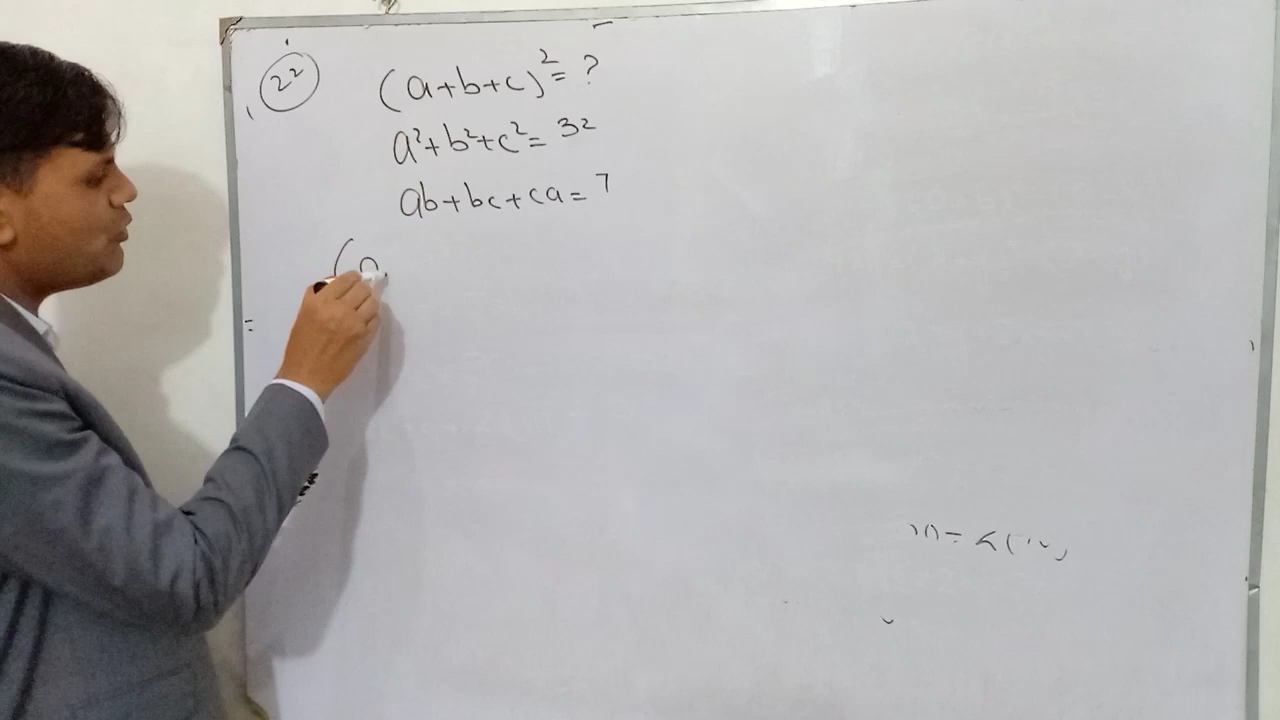 22
(a+b+c)²= ?
a²+b²+c²= 32
ab+bc+ca= 7
(a